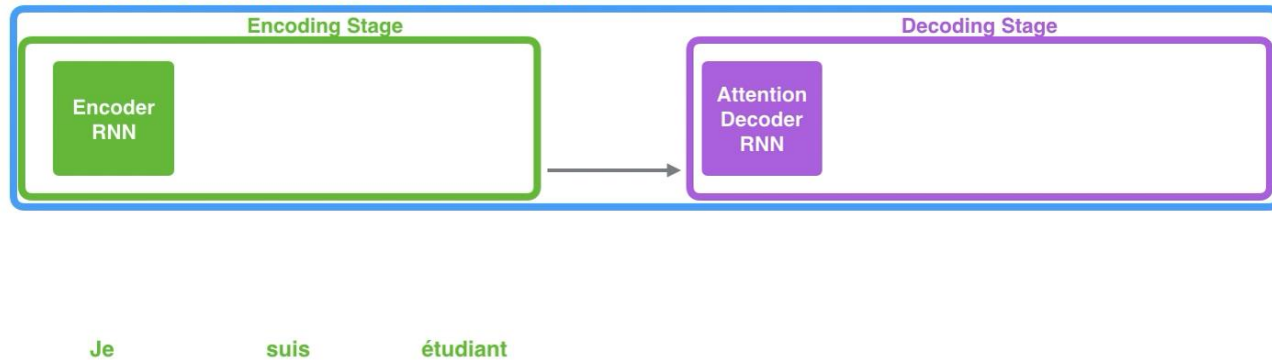 Encoding Stage
Decoding Stage
Encoder
RNN
Attention
Decoder
RNN
Je suis étudiant